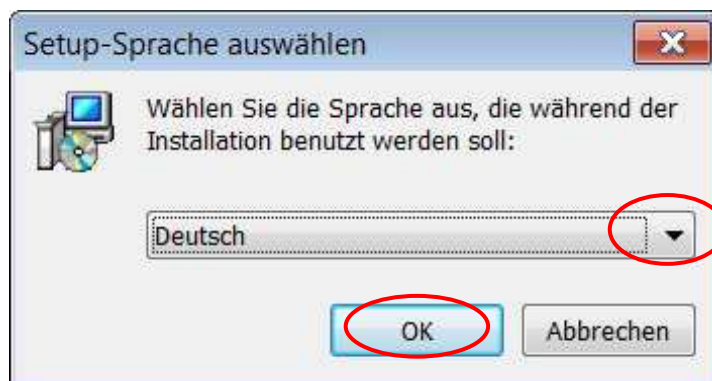 Setup-Sprache auswählen
Wählen Sie die Sprache aus, die während der
Installation benutzt werden soll:
Deutsch
OK
Abbrechen